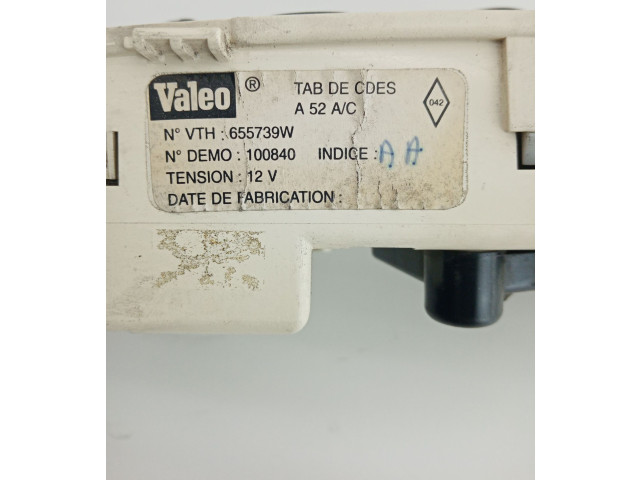 Valeo ® TAB DE CDES
A 52 A/C
042
N° VTH : 655739W
N° DEMO : 100840 INDICE : AA
TENSION : 12 V
DATE DE FABRICATION :